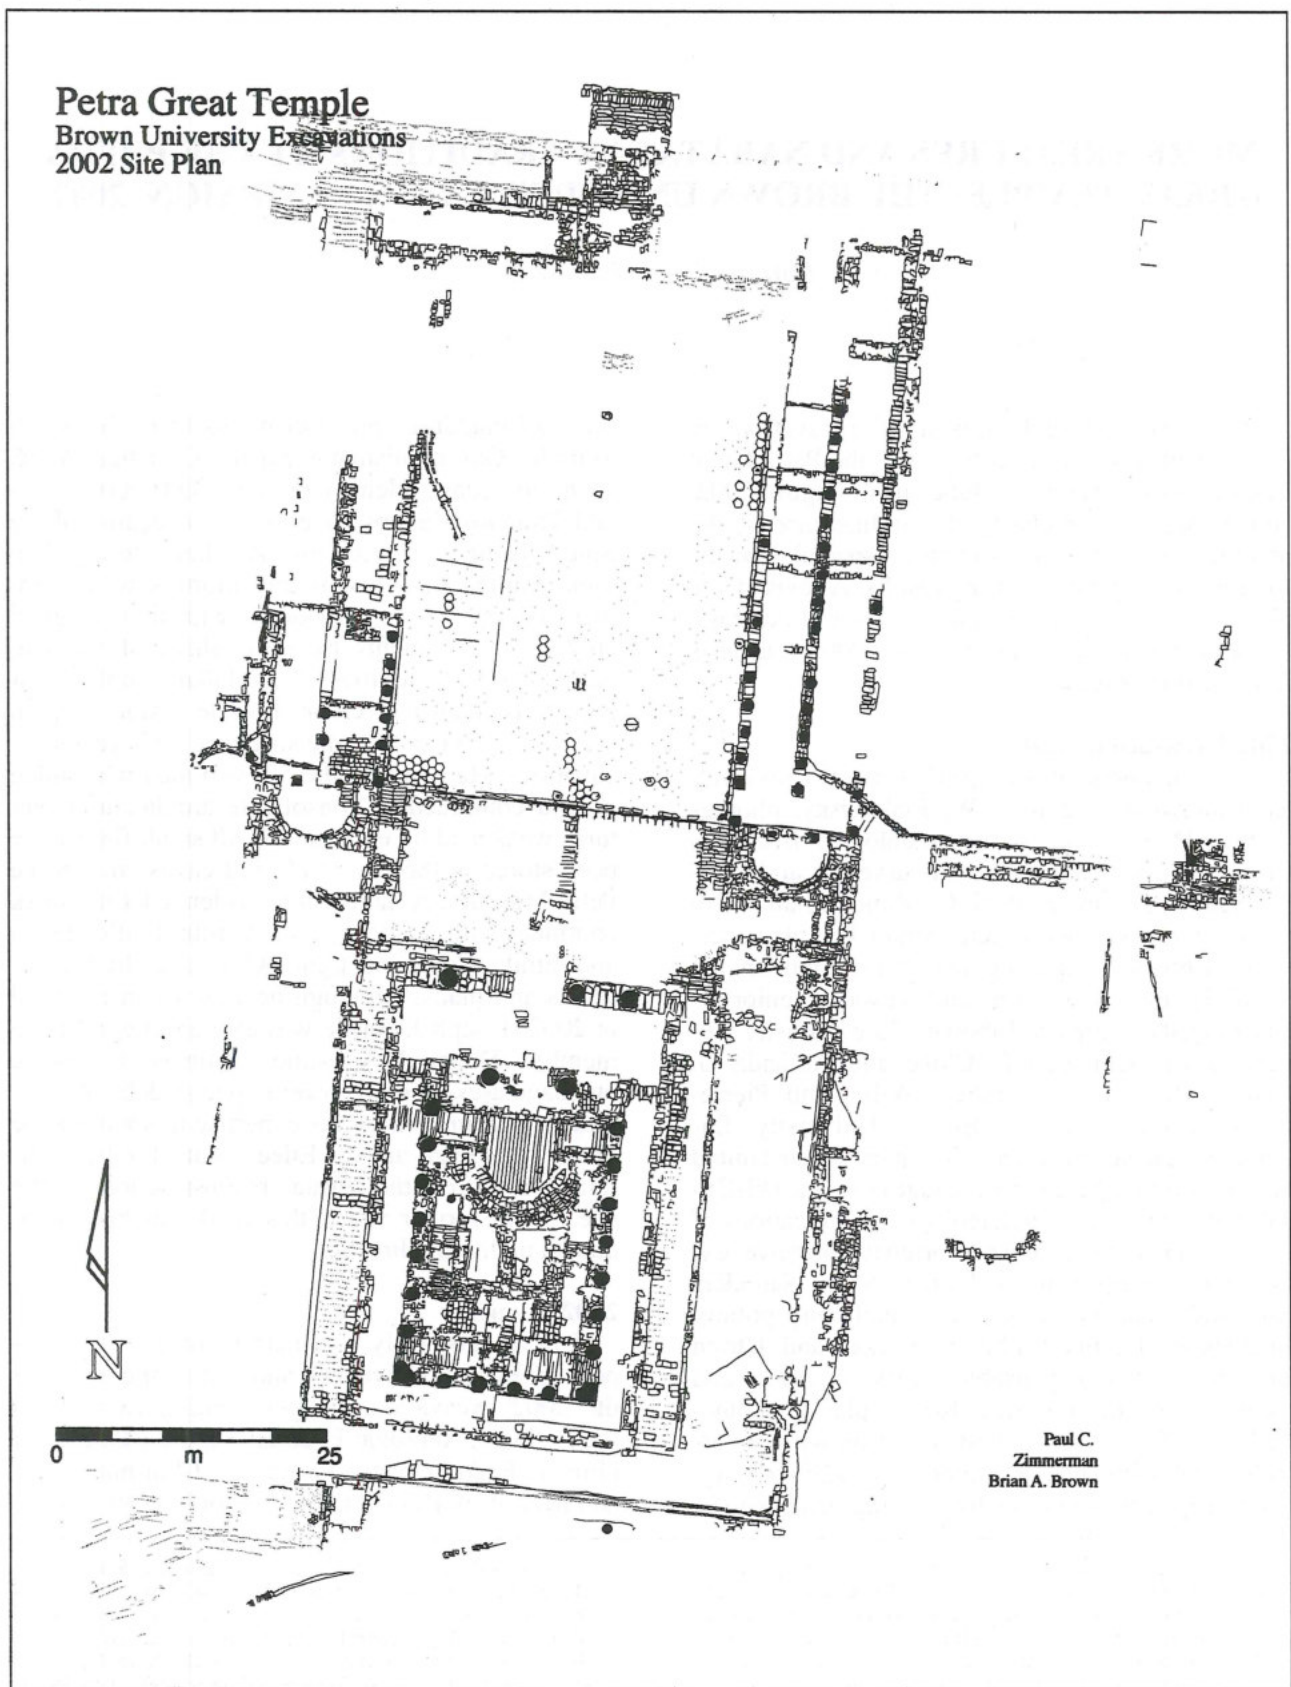 Petra Great Temple
Brown University Excavations
2002 Site Plan
N
0 m 25
Paul C.
Zimmerman
Brian A. Brown